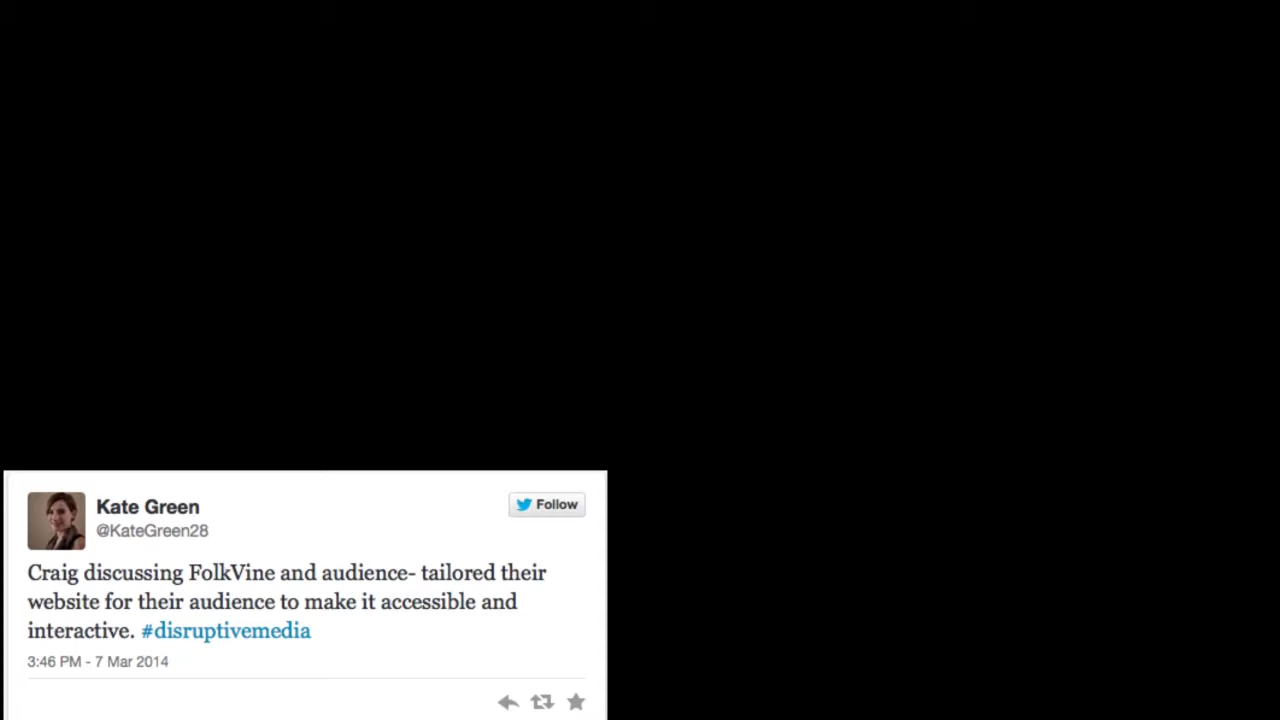 Kate Green
Follow
@KateGreen28
Craig discussing FolkVine and audience- tailored their
website for their audience to make it accessible and
interactive. #disruptivemedia
3:46 PM - 7 Mar 2014